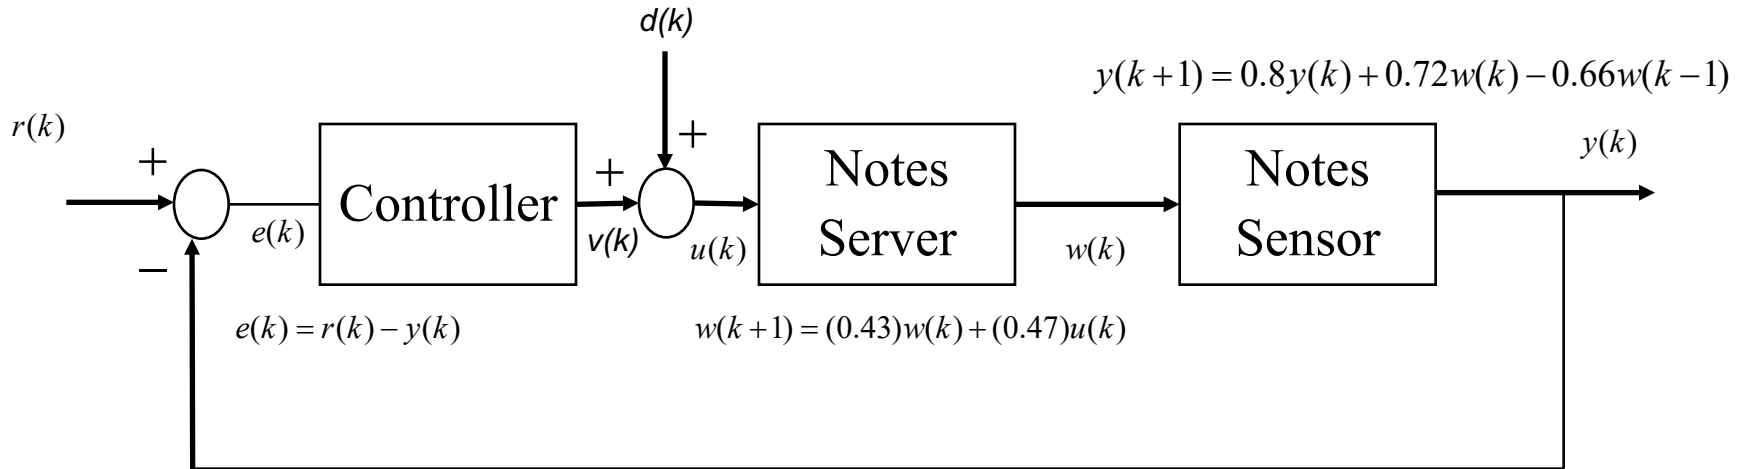 d(k)
y(k+1) = 0.8y(k) + 0.72w(k) − 0.66w(k−1)
r(k)
+
+
+
−
Controller
Notes
Server
Notes
Sensor
y(k)
e(k)
v(k)
u(k)
w(k)
e(k) = r(k) − y(k)
w(k+1) = (0.43)w(k) + (0.47)u(k)